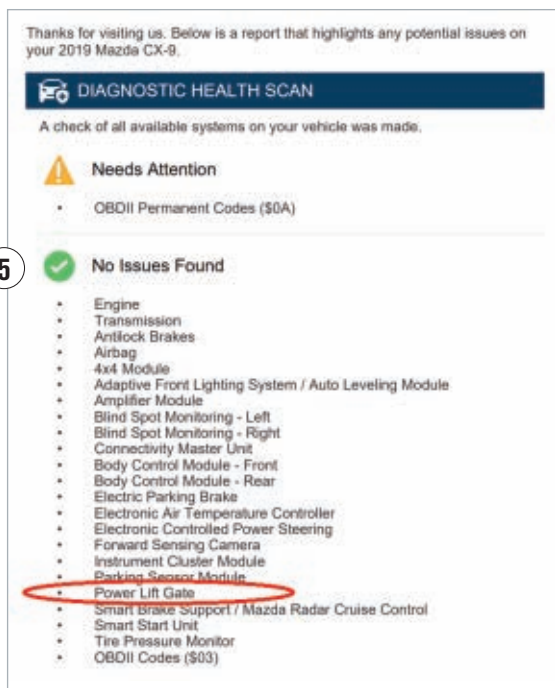 Thanks for visiting us. Below is a report that highlights any potential issues on
your 2019 Mazda CX-9.
DIAGNOSTIC HEALTH SCAN
A check of all available systems on your vehicle was made.
Needs Attention
• OBDII Permanent Codes ($0A)
5
No Issues Found
• Engine
• Transmission
• Antilock Brakes
• Airbag
• 4x4 Module
• Adaptive Front Lighting System / Auto Leveling Module
• Amplifier Module
• Blind Spot Monitoring - Left
• Blind Spot Monitoring - Right
• Connectivity Master Unit
• Body Control Module - Front
• Body Control Module - Rear
• Electric Parking Brake
• Electronic Air Temperature Controller
• Electronic Controlled Power Steering
• Forward Sensing Camera
• Instrument Cluster Module
• Parking Sensor Module
• Power Lift Gate
• Smart Brake Support / Mazda Radar Cruise Control
• Smart Start Unit
• Tire Pressure Monitor
• OBDII Codes ($03)